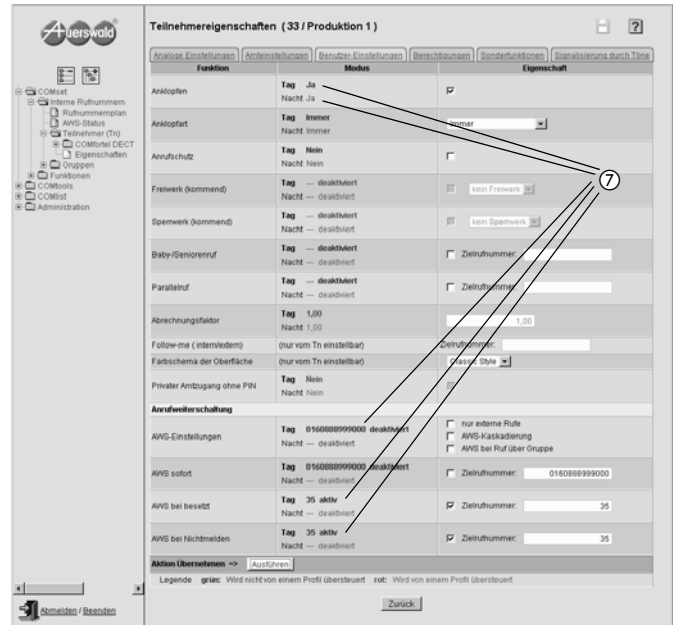 Auerswald
Teilnehmereigenschaften ( 33 / Produktion 1 )
?
Analoge Einstellungen Amteinstellungen Benutzer-Einstellungen Berechtigungen Sonderfunktionen Signalisierung durch Töne
Funktion Modus Eigenschaft
COMset
Interne Rufnummern
Rufnummernplan
AWS-Status
Teilnehmer (Tn)
COMfortel DECT
Eigenschaften
Gruppen
Funktionen
COMtools
COMlist
Administration
Anklopfen Tag Ja
Nacht Ja
Anklopfart Tag Immer Immer
Nacht Immer
Anrufschutz Tag Nein
Nacht Nein
7
Freiwerk (kommend) Tag --- deaktiviert kein Freiwerk
Nacht --- deaktiviert
Sperrwerk (kommend) Tag --- deaktiviert kein Sperrwerk
Nacht --- deaktiviert
Baby-/Seniorenruf Tag --- deaktiviert Zielrufnummer:
Nacht --- deaktiviert
Parallelruf Tag --- deaktiviert Zielrufnummer:
Nacht --- deaktiviert
Abrechnungsfaktor Tag 1,00 1,00
Nacht 1,00
Follow-me ( intern/extern) (nur vom Tn einstellbar) Zielrufnummer:
Farbschema der Oberfläche (nur vom Tn einstellbar) Classic Style
Privater Amtzugang ohne PIN Tag Nein
Nacht Nein
Anrufweiterschaltung
AWS-Einstellungen Tag 0160888999000 deaktiviert
Nacht --- deaktiviert
nur externe Rufe
AWS-Kaskadierung
AWS bei Ruf über Gruppe
AWS sofort Tag 0160888999000 deaktiviert Zielrufnummer: 0160888999000
Nacht --- deaktiviert
AWS bei besetzt Tag 35 aktiv Zielrufnummer: 35
Nacht --- deaktiviert
AWS bei Nichtmelden Tag 35 aktiv Zielrufnummer: 35
Nacht --- deaktiviert
Aktion Übernehmen => Ausführen
Legende grün: Wird nicht von einem Profil übersteuert rot: Wird von einem Profil übersteuert
Zurück
Abmelden / Beenden